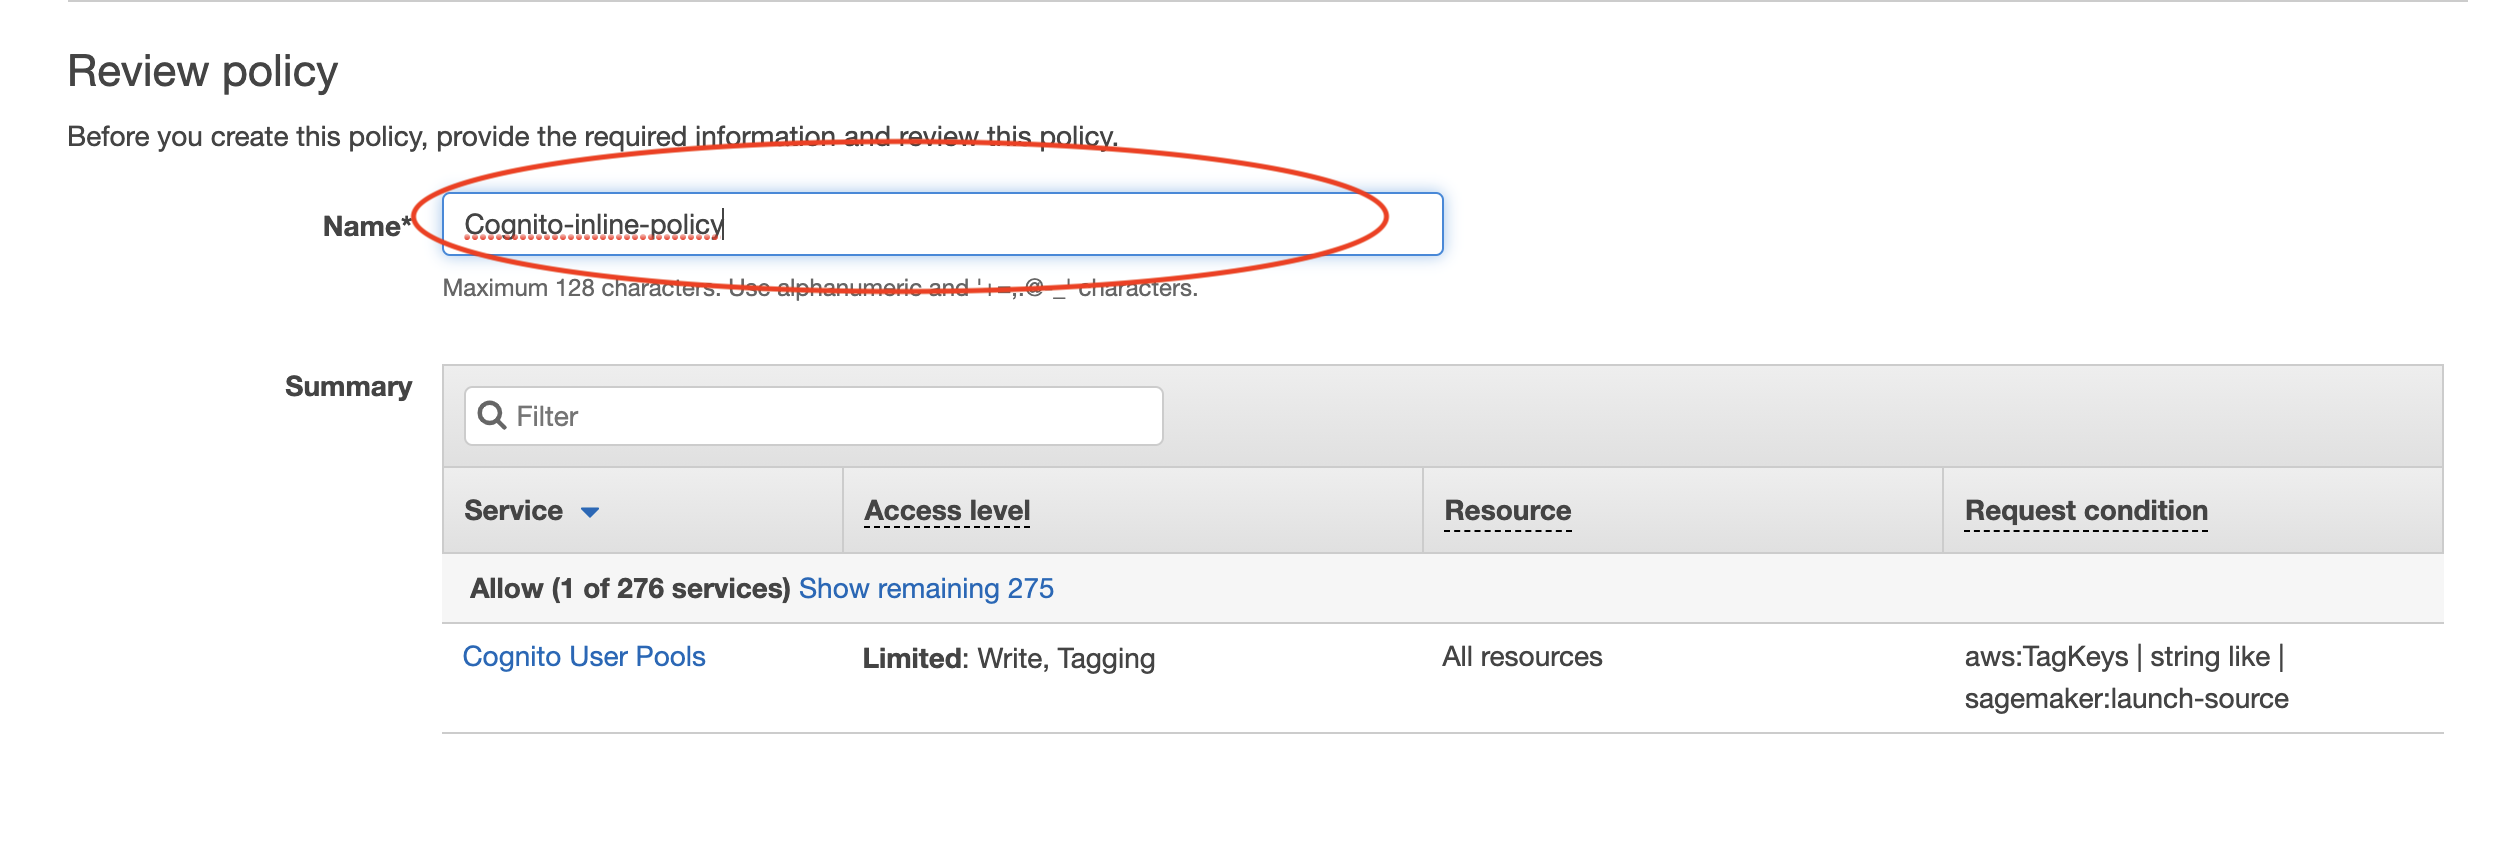 Review policy
Before you create this policy, provide the required information and review this policy.
Name*
Cognito-inline-policy
Maximum 128 characters. Use alphanumeric and '+=,.@-_' characters.
Summary
Filter
Service Access level Resource Request condition
Allow (1 of 276 services) Show remaining 275
Cognito User Pools Limited: Write, Tagging All resources aws:TagKeys | string like |
sagemaker:launch-source